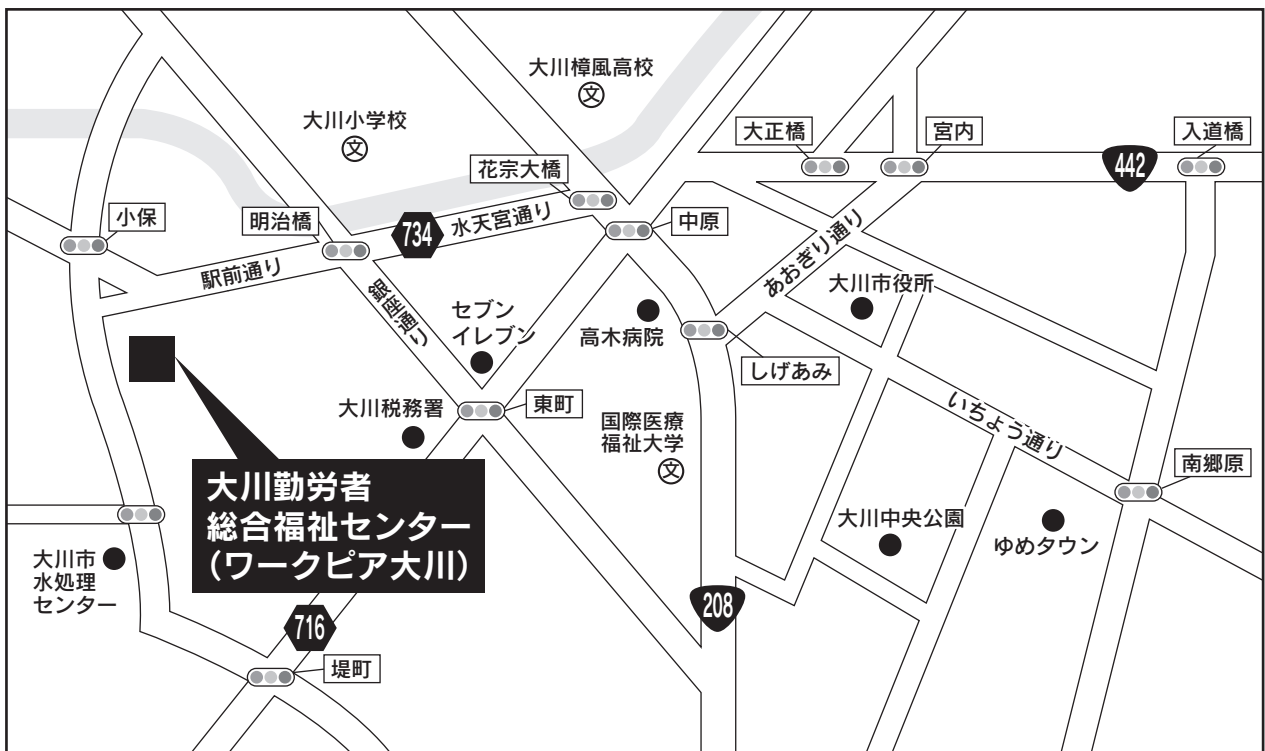 大川樟風高校
文
大川小学校
文
大正橋
宮内
入道橋
442
花宗大橋
小保
明治橋
734
水天宮通り
中原
駅前通り
銀座通り
あおぎり通り
大川市役所
セブン
イレブン
高木病院
しげあみ
大川税務署
東町
国際医療
福祉大学
文
いちょう通り
南郷原
大川勤労者
総合福祉センター
（ワークピア大川）
大川中央公園
ゆめタウン
大川市
水処理
センター
208
716
堤町